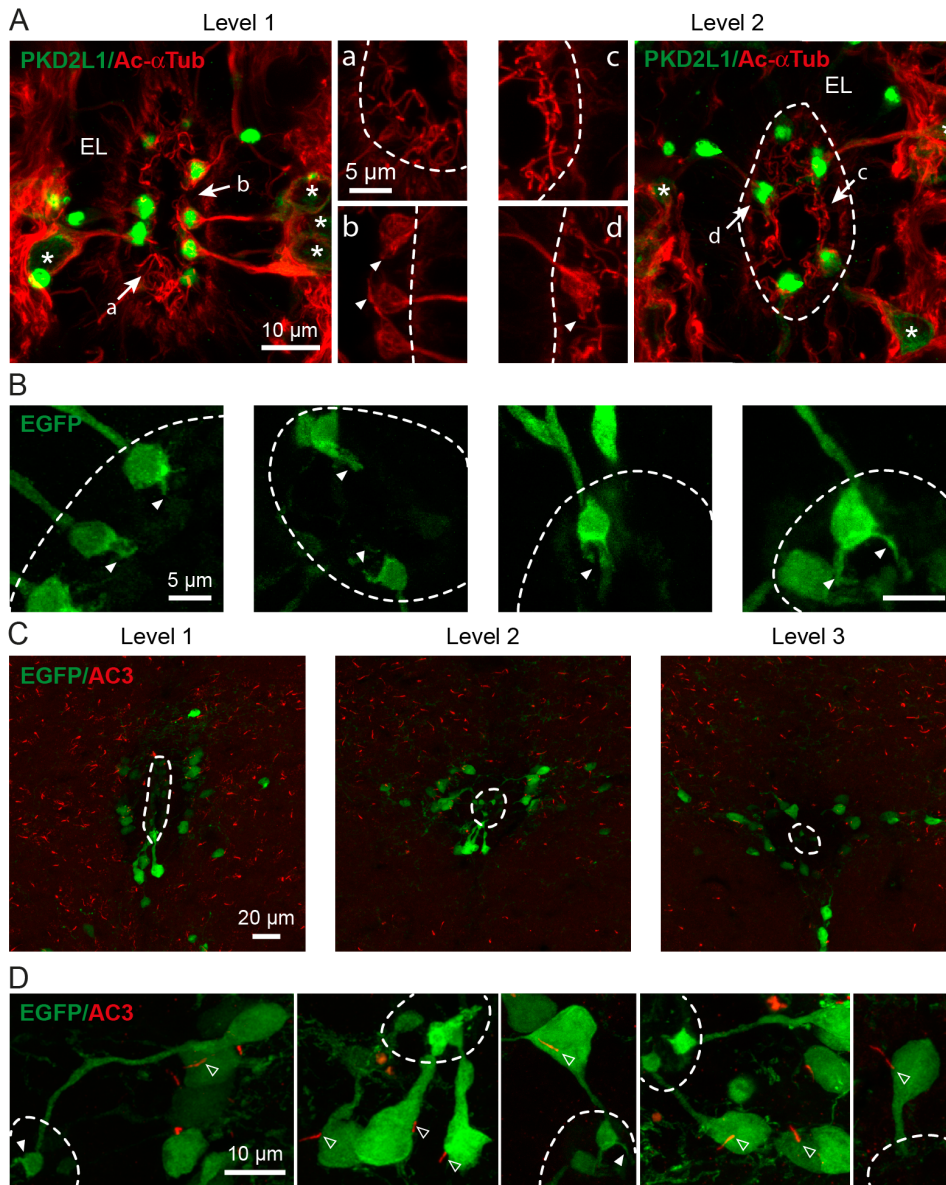 A
Level 1
Level 2
PKD2L1/Ac-αTub
EL
b
a
10 µm
*
*
*
*
a
5 µm
b
c
d
PKD2L1/Ac-αTub
EL
c
d
*
*
*
B
EGFP
5 µm
C
Level 1
Level 2
Level 3
EGFP/AC3
20 µm
D
EGFP/AC3
10 µm